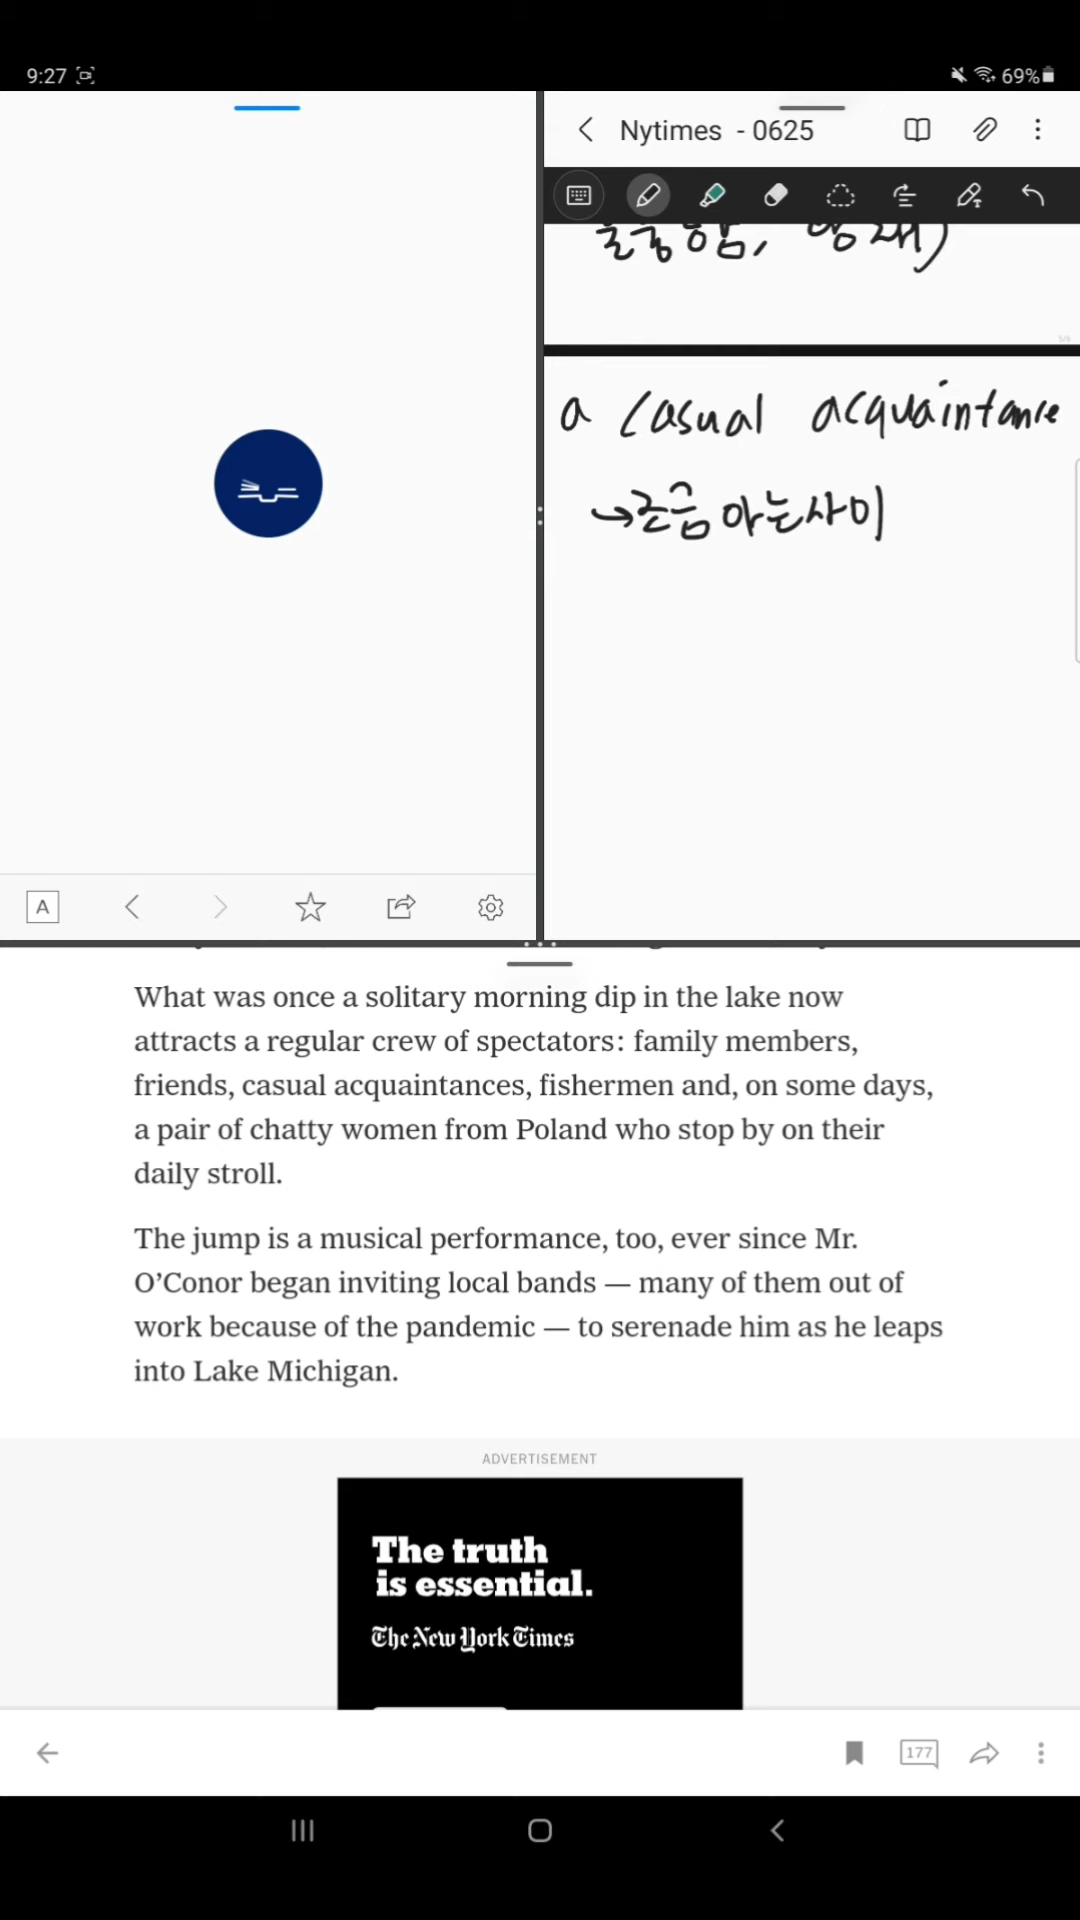 9:27
69%
Nytimes - 0625
a casual acquaintance
→조금 아는사이
A
What was once a solitary morning dip in the lake now
attracts a regular crew of spectators: family members,
friends, casual acquaintances, fishermen and, on some days,
a pair of chatty women from Poland who stop by on their
daily stroll.
The jump is a musical performance, too, ever since Mr.
O’Conor began inviting local bands — many of them out of
work because of the pandemic — to serenade him as he leaps
into Lake Michigan.
ADVERTISEMENT
The truth
is essential.
The New York Times
177